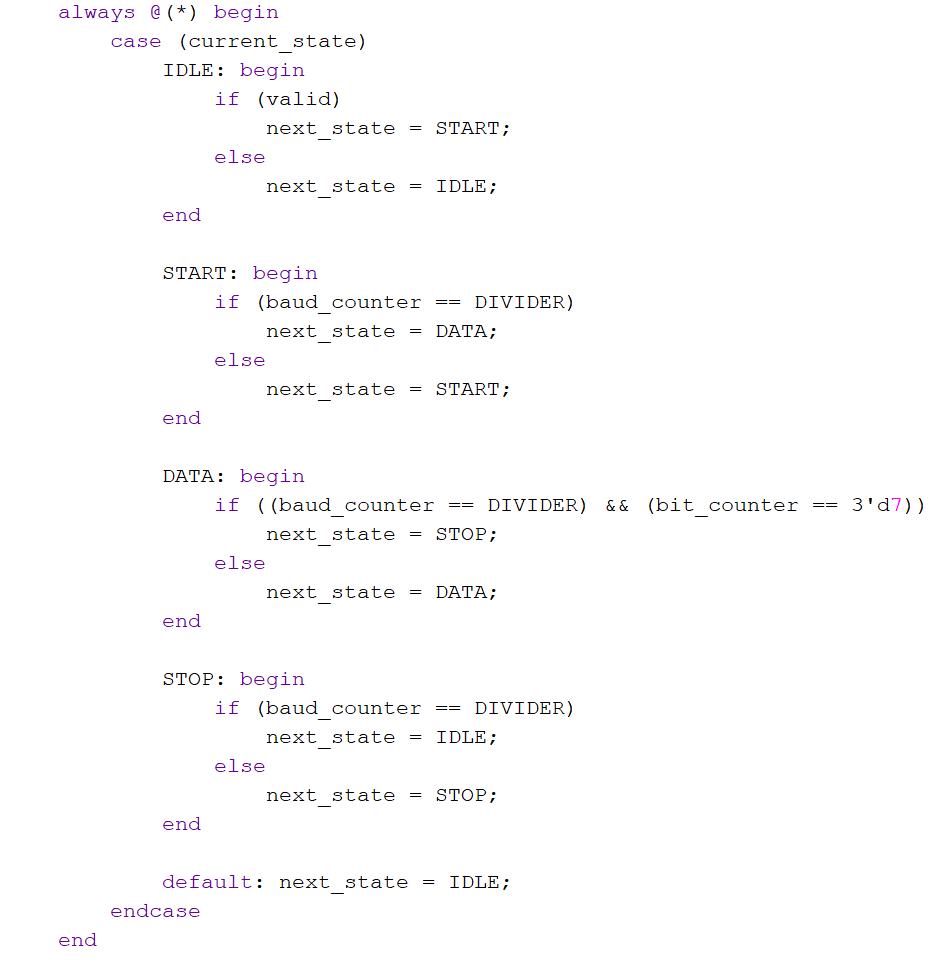 always @(*) begin
case (current_state)
IDLE: begin
if (valid)
next_state = START;
else
next_state = IDLE;
end
START: begin
if (baud_counter == DIVIDER)
next_state = DATA;
else
next_state = START;
end
DATA: begin
if ((baud_counter == DIVIDER) && (bit_counter == 3'd7))
next_state = STOP;
else
next_state = DATA;
end
STOP: begin
if (baud_counter == DIVIDER)
next_state = IDLE;
else
next_state = STOP;
end
default: next_state = IDLE;
endcase
end